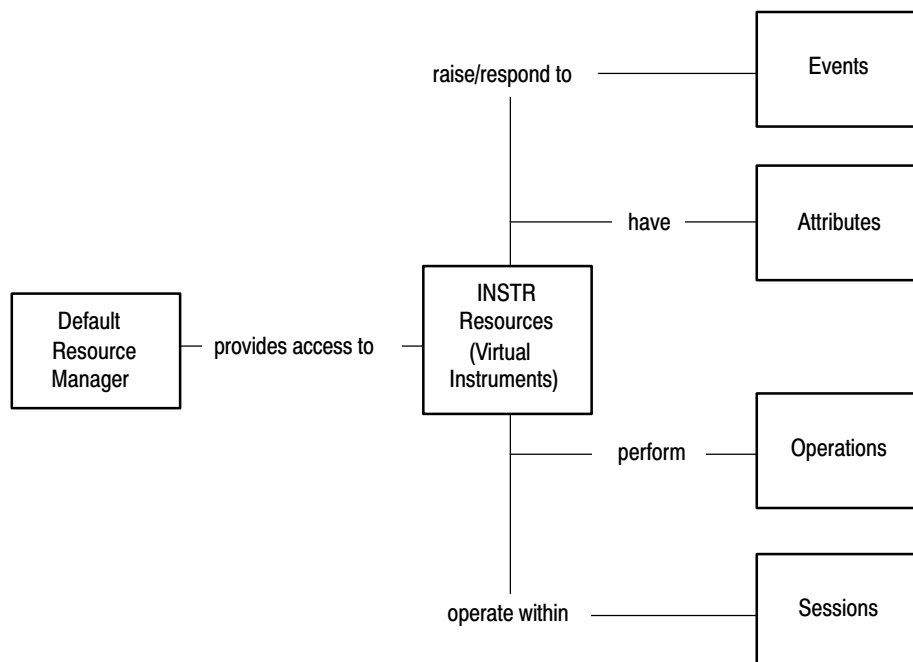 raise/respond to
Events
have
Attributes
Default
Resource
Manager
provides access to
INSTR
Resources
(Virtual
Instruments)
perform
Operations
operate within
Sessions